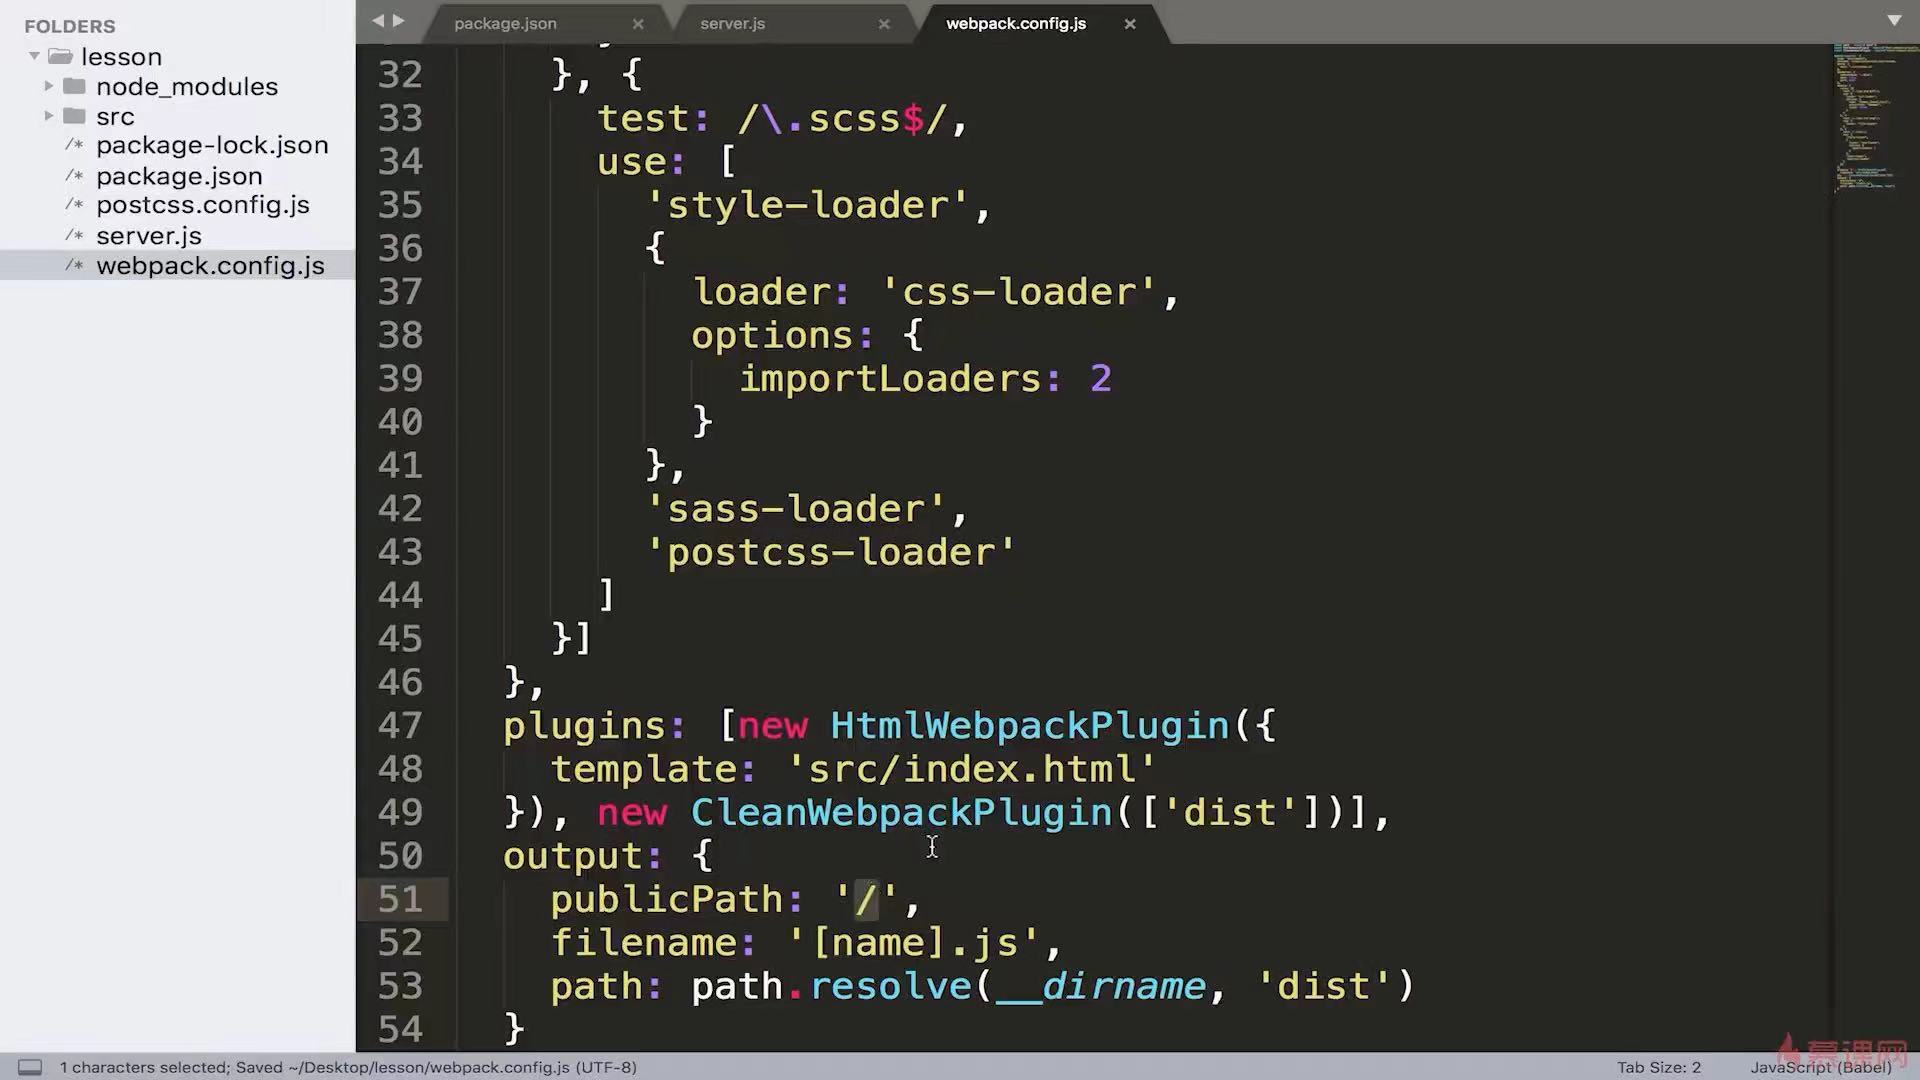 FOLDERS
lesson
node_modules
src
/* package-lock.json
/* package.json
/* postcss.config.js
/* server.js
/* webpack.config.js
package.json ×
server.js ×
webpack.config.js ×
32 }, {
33 test: /\.scss$/,
34 use: [
35 'style-loader',
36 {
37 loader: 'css-loader',
38 options: {
39 importLoaders: 2
40 }
41 },
42 'sass-loader',
43 'postcss-loader'
44 ]
45 }]
46 },
47 plugins: [new HtmlWebpackPlugin({
48 template: 'src/index.html'
49 }), new CleanWebpackPlugin(['dist'])],
50 output: {
51 publicPath: '/',
52 filename: '[name].js',
53 path: path.resolve(__dirname, 'dist')
54 }
1 characters selected; Saved ~/Desktop/lesson/webpack.config.js (UTF-8)
Tab Size: 2
JavaScript (Babel)
慕课网